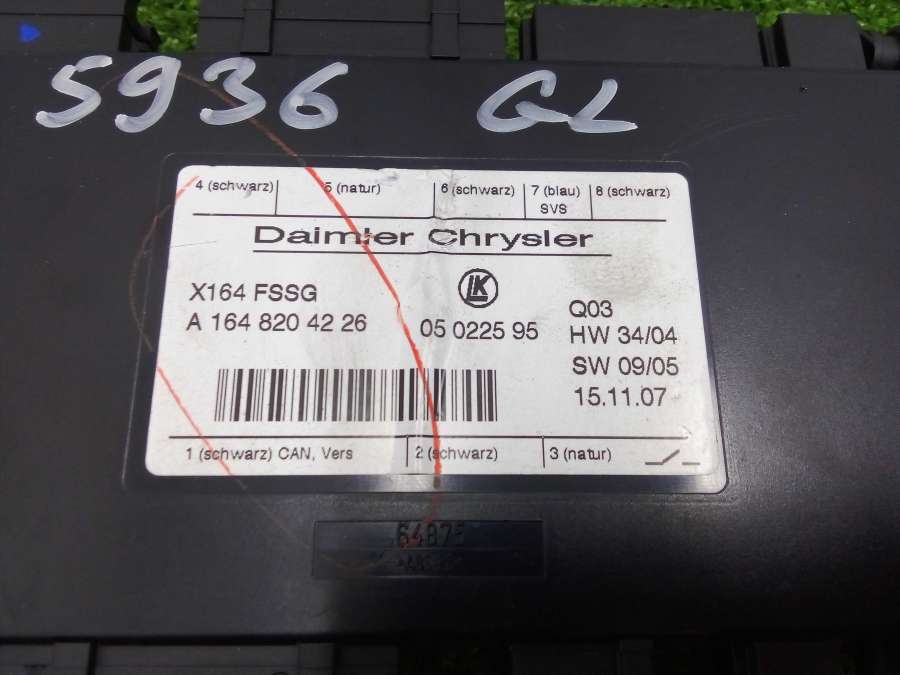 5936 GL
4 (schwarz) 5 (natur) 6 (schwarz) 7 (blau) 8 (schwarz)
SVS
Daimler Chrysler
LK
X164 FSSG
Q03
A 164 820 42 26 05 0225 95 HW 34/04
SW 09/05
15.11.07
1 (schwarz) CAN, Vers 2 (schwarz) 3 (natur)